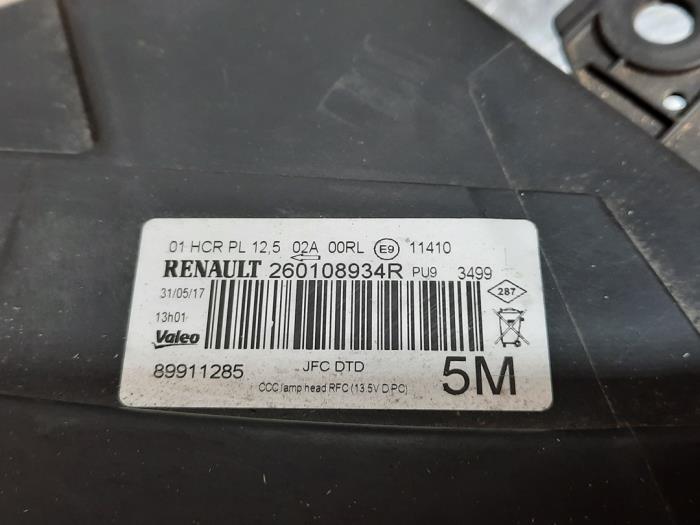 01 HCR PL 12,5 02A 00RL E9 11410
RENAULT 260108934R PU9 3499
31/05/17
287
13h01
Valeo
89911285 JFC DTD 5M
CCC lamp head RFC (13.5V D PC)